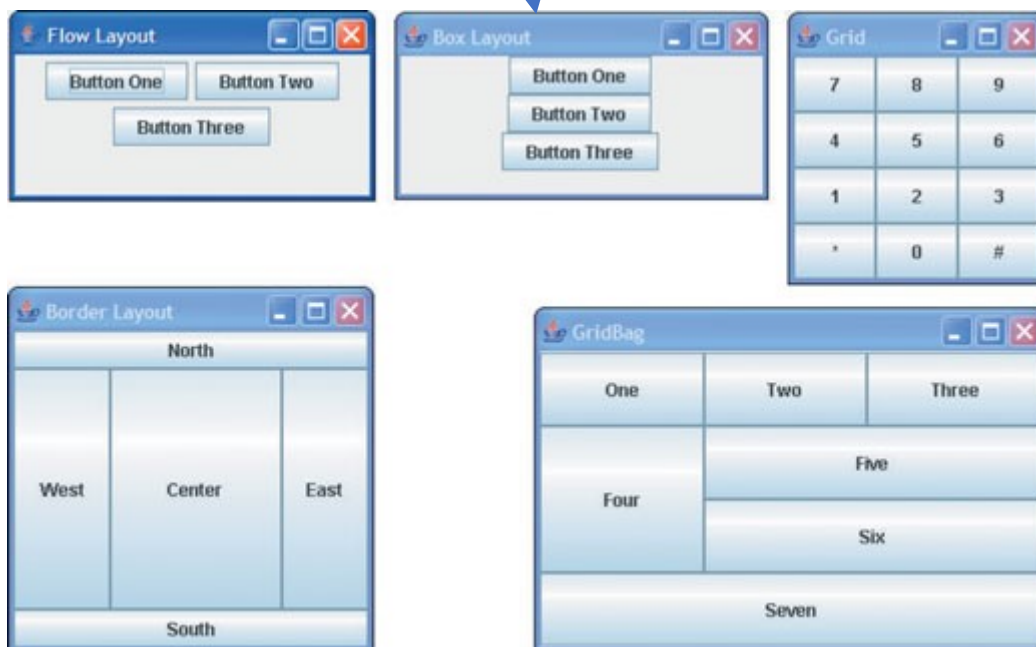 Flow Layout
Button One
Button Two
Button Three
Box Layout
Button One
Button Two
Button Three
Grid
7 8 9
4 5 6
1 2 3
* 0 #
Border Layout
North
West Center East
South
GridBag
One Two Three
Four
Five
Six
Seven